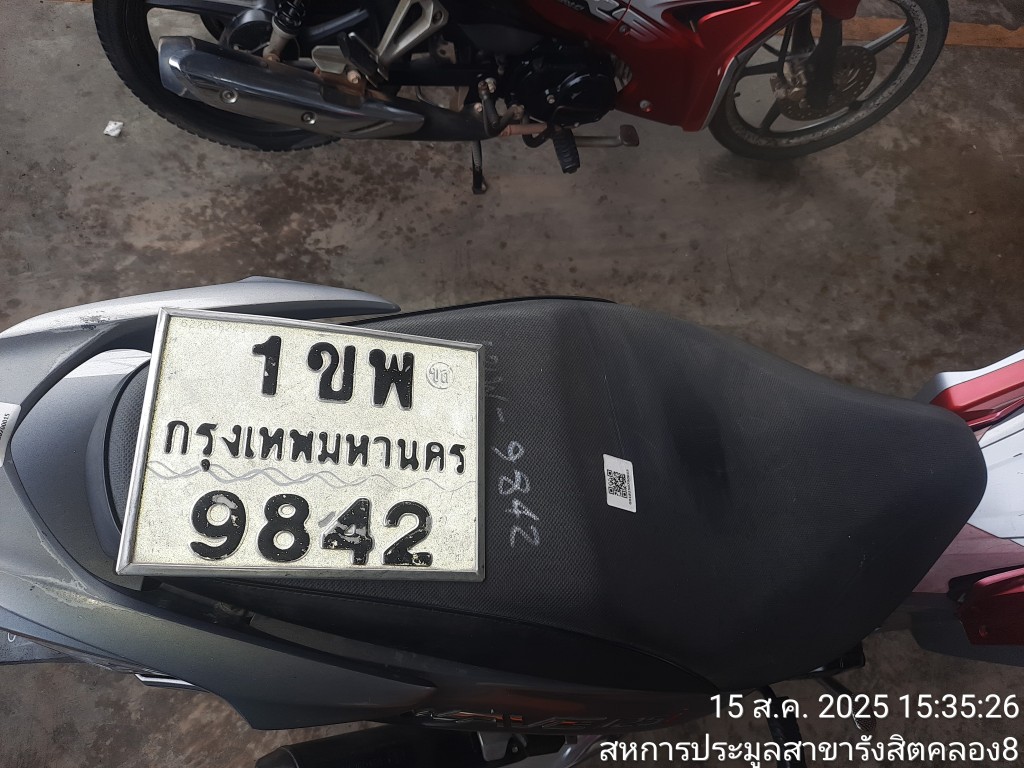 1 ขพ
ขส
กรุงเทพมหานคร
9842
9842
15 ส.ค. 2025 15:35:26
สหการประมูลสาขารังสิตคลอง8